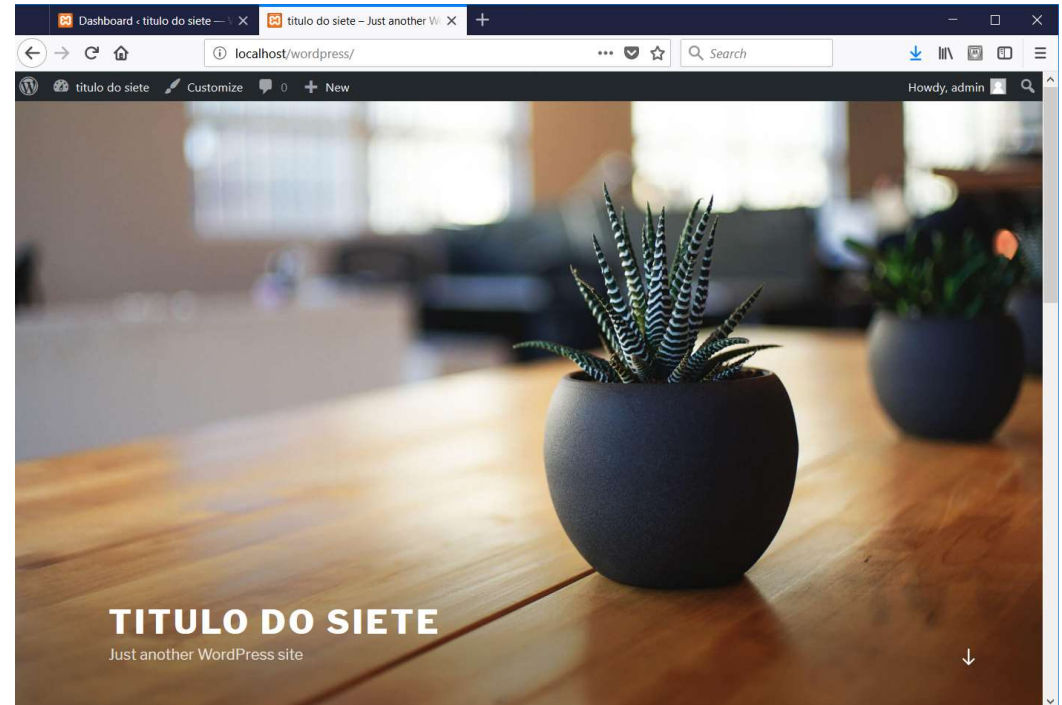 Dashboard ‹ titulo do siete —
titulo do siete – Just another W
localhost/wordpress/
Search
titulo do siete
Customize
0
New
Howdy, admin
TITULO DO SIETE
Just another WordPress site